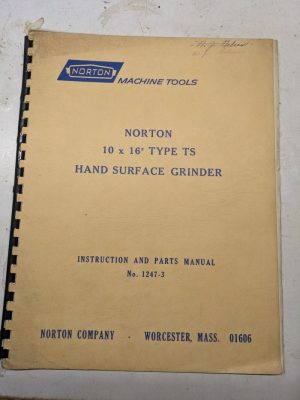 NORTON
MACHINE TOOLS
NORTON
10 x 16" TYPE TS
HAND SURFACE GRINDER
INSTRUCTION AND PARTS MANUAL
No. 1247-3
NORTON COMPANY - WORCESTER, MASS. 01606